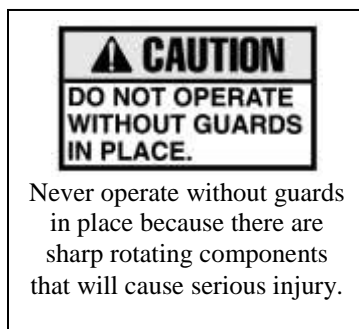 CAUTION
DO NOT OPERATE
WITHOUT GUARDS
IN PLACE.
Never operate without guards
in place because there are
sharp rotating components
that will cause serious injury.